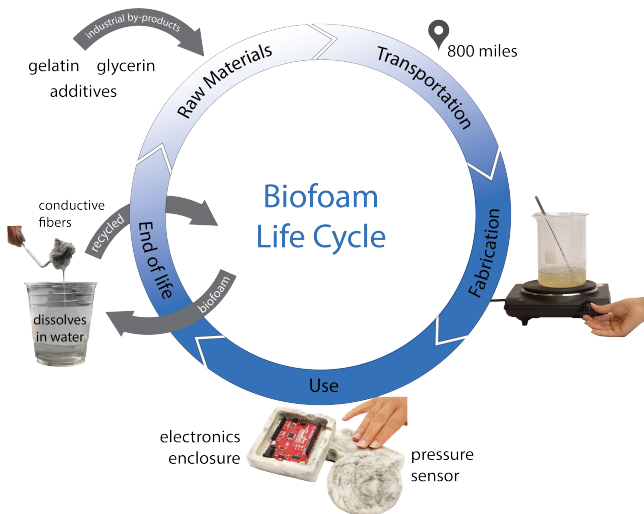 industrial by-products
gelatin glycerin
additives
Raw Materials
Transportation
800 miles
Biofoam
Life Cycle
conductive
fibers
recycled
End of life
Fabrication
biofoam
dissolves
in water
Use
electronics
enclosure
pressure
sensor